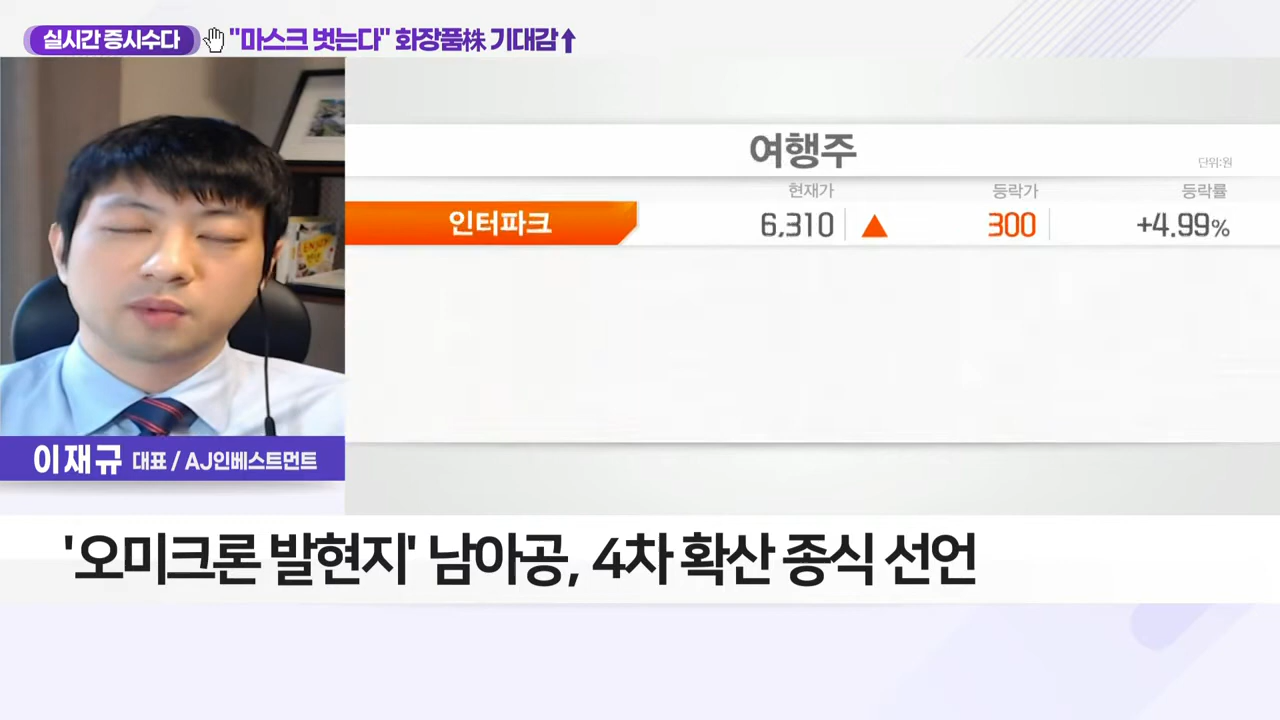 실시간 증시수다 "마스크 벗는다" 화장품株 기대감↑
여행주
단위:원
현재가 등락가 등락률
인터파크 6,310 ▲ 300 +4.99%
ENJOY
이재규 대표 / AJ인베스트먼트
'오미크론 발현지' 남아공, 4차 확산 종식 선언